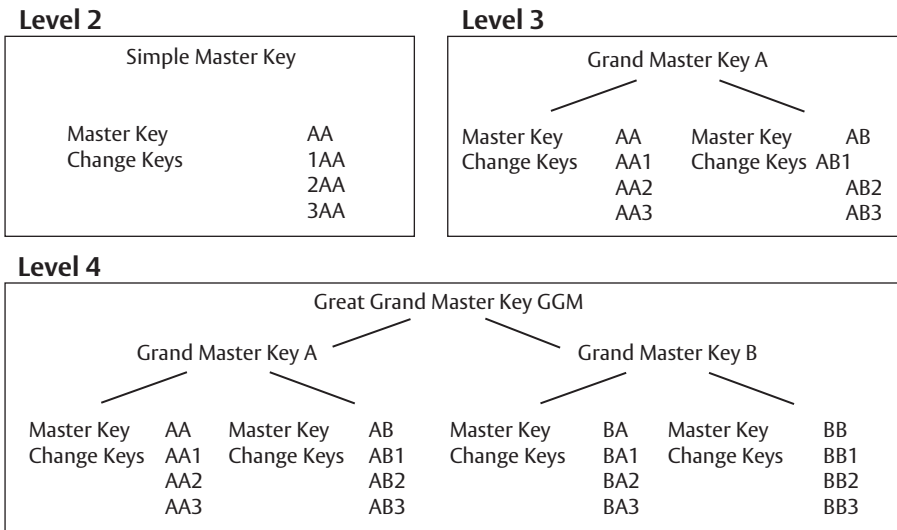 Level 2
Simple Master Key
Master Key AA
Change Keys 1AA
2AA
3AA
Level 3
Grand Master Key A
Master Key AA Master Key AB
Change Keys AA1 Change Keys AB1
AA2 AB2
AA3 AB3
Level 4
Great Grand Master Key GGM
Grand Master Key A Grand Master Key B
Master Key AA Master Key AB Master Key BA Master Key BB
Change Keys AA1 Change Keys AB1 Change Keys BA1 Change Keys BB1
AA2 AB2 BA2 BB2
AA3 AB3 BA3 BB3